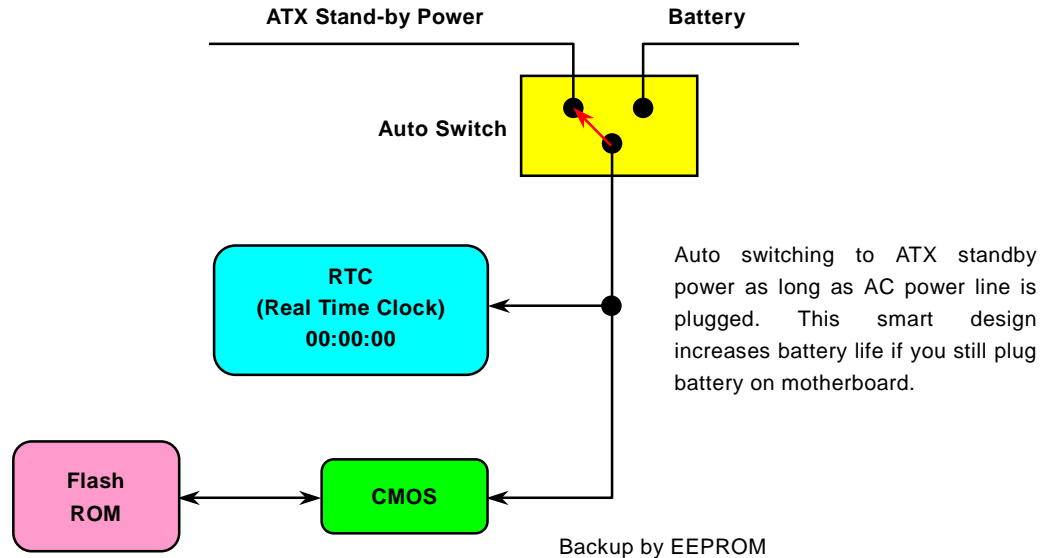 ATX Stand-by Power
Battery
Auto Switch
RTC
(Real Time Clock)
00:00:00
Auto switching to ATX standby
power as long as AC power line is
plugged. This smart design
increases battery life if you still plug
battery on motherboard.
Flash
ROM
CMOS
Backup by EEPROM